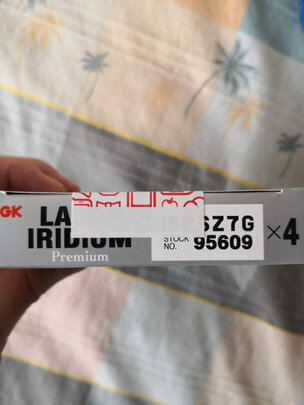 GK LA
IRIDIUM
Premium
SZ7G
STOCK
NO. 95609
×4